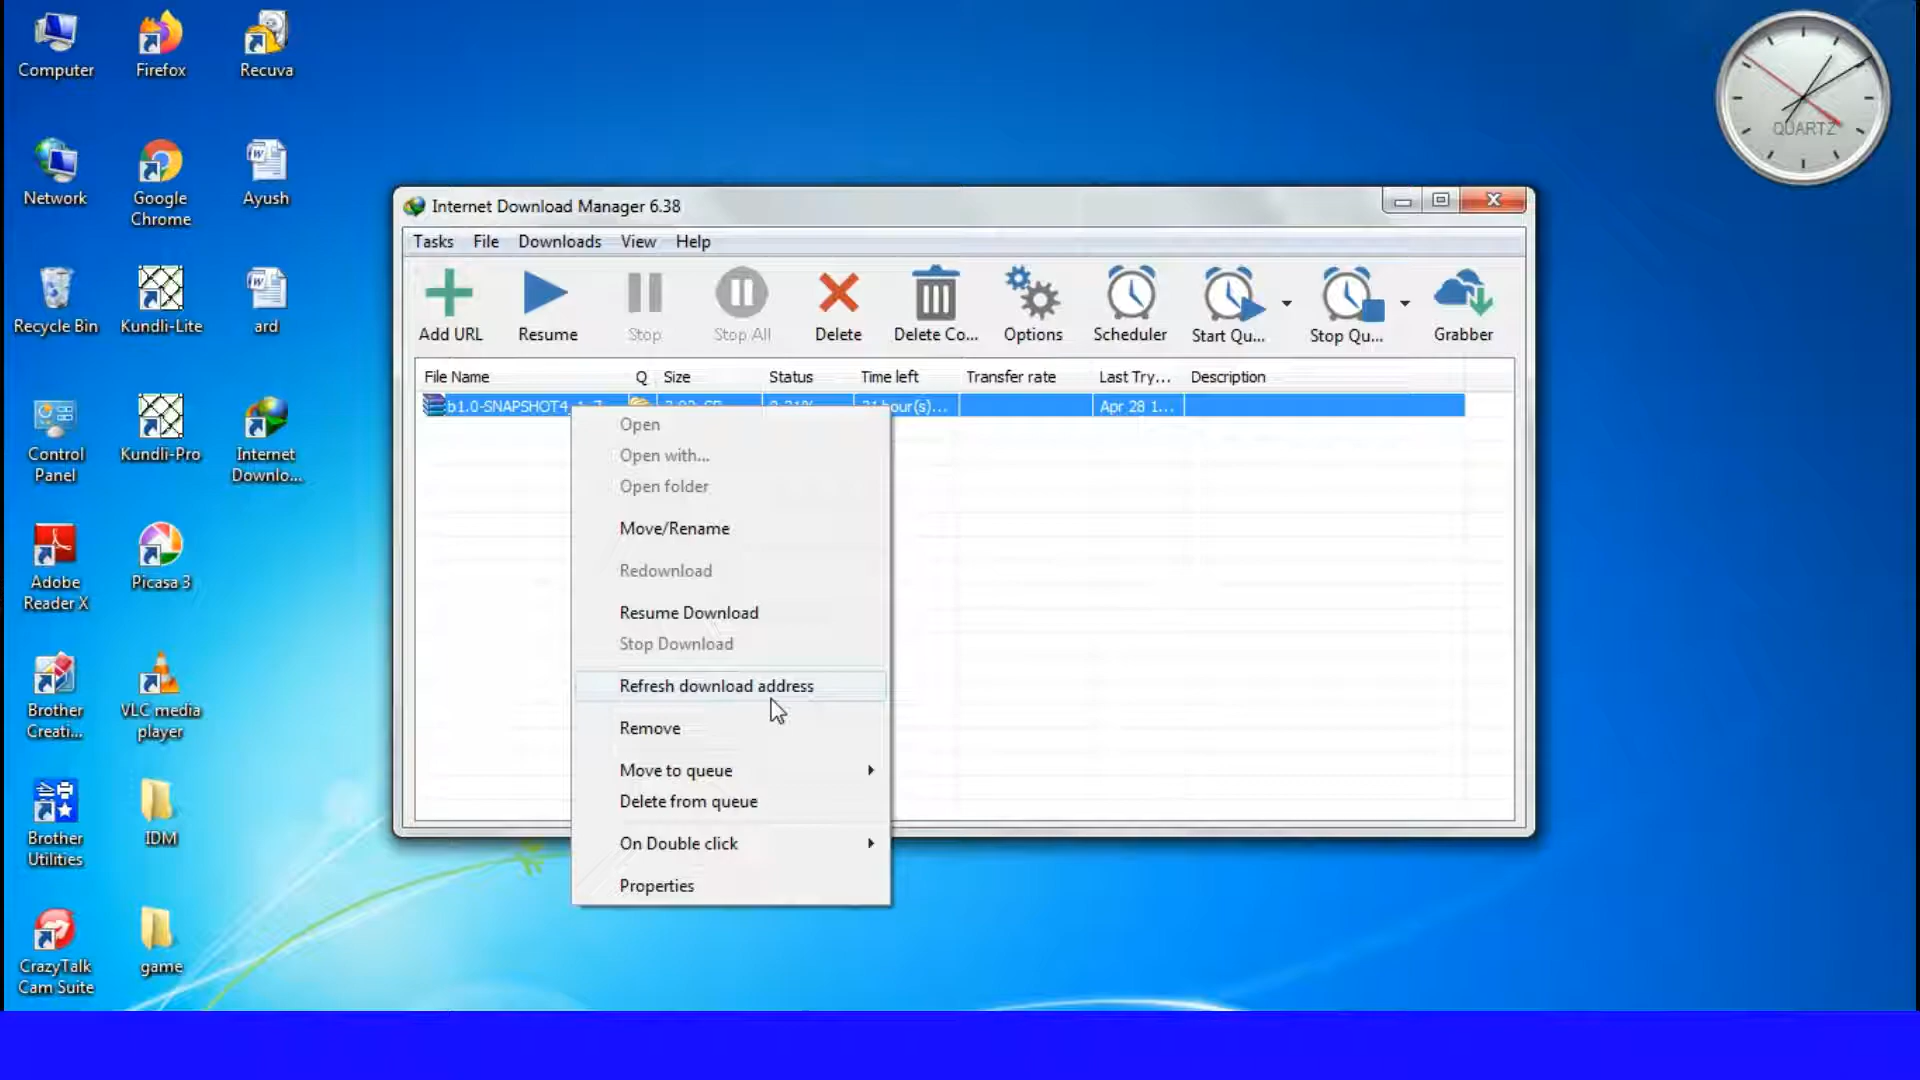 Computer
Firefox
Recuva
Network
Google
Chrome
Ayush
Recycle Bin
Kundli-Lite
ard
Control
Panel
Kundli-Pro
Internet
Downlo...
Adobe
Reader X
Picasa 3
Brother
Creati...
VLC media
player
Brother
Utilities
IDM
CrazyTalk
Cam Suite
game
QUARTZ
Internet Download Manager 6.38
Tasks File Downloads View Help
Add URL Resume Stop Stop All Delete Delete Co... Options Scheduler Start Qu... Stop Qu... Grabber
File Name Q Size Status Time left Transfer rate Last Try... Description
b1.0-SNAPSHOT4 hour(s)... Apr 28 1...
Open
Open with...
Open folder
Move/Rename
Redownload
Resume Download
Stop Download
Refresh download address
Remove
Move to queue
Delete from queue
On Double click
Properties